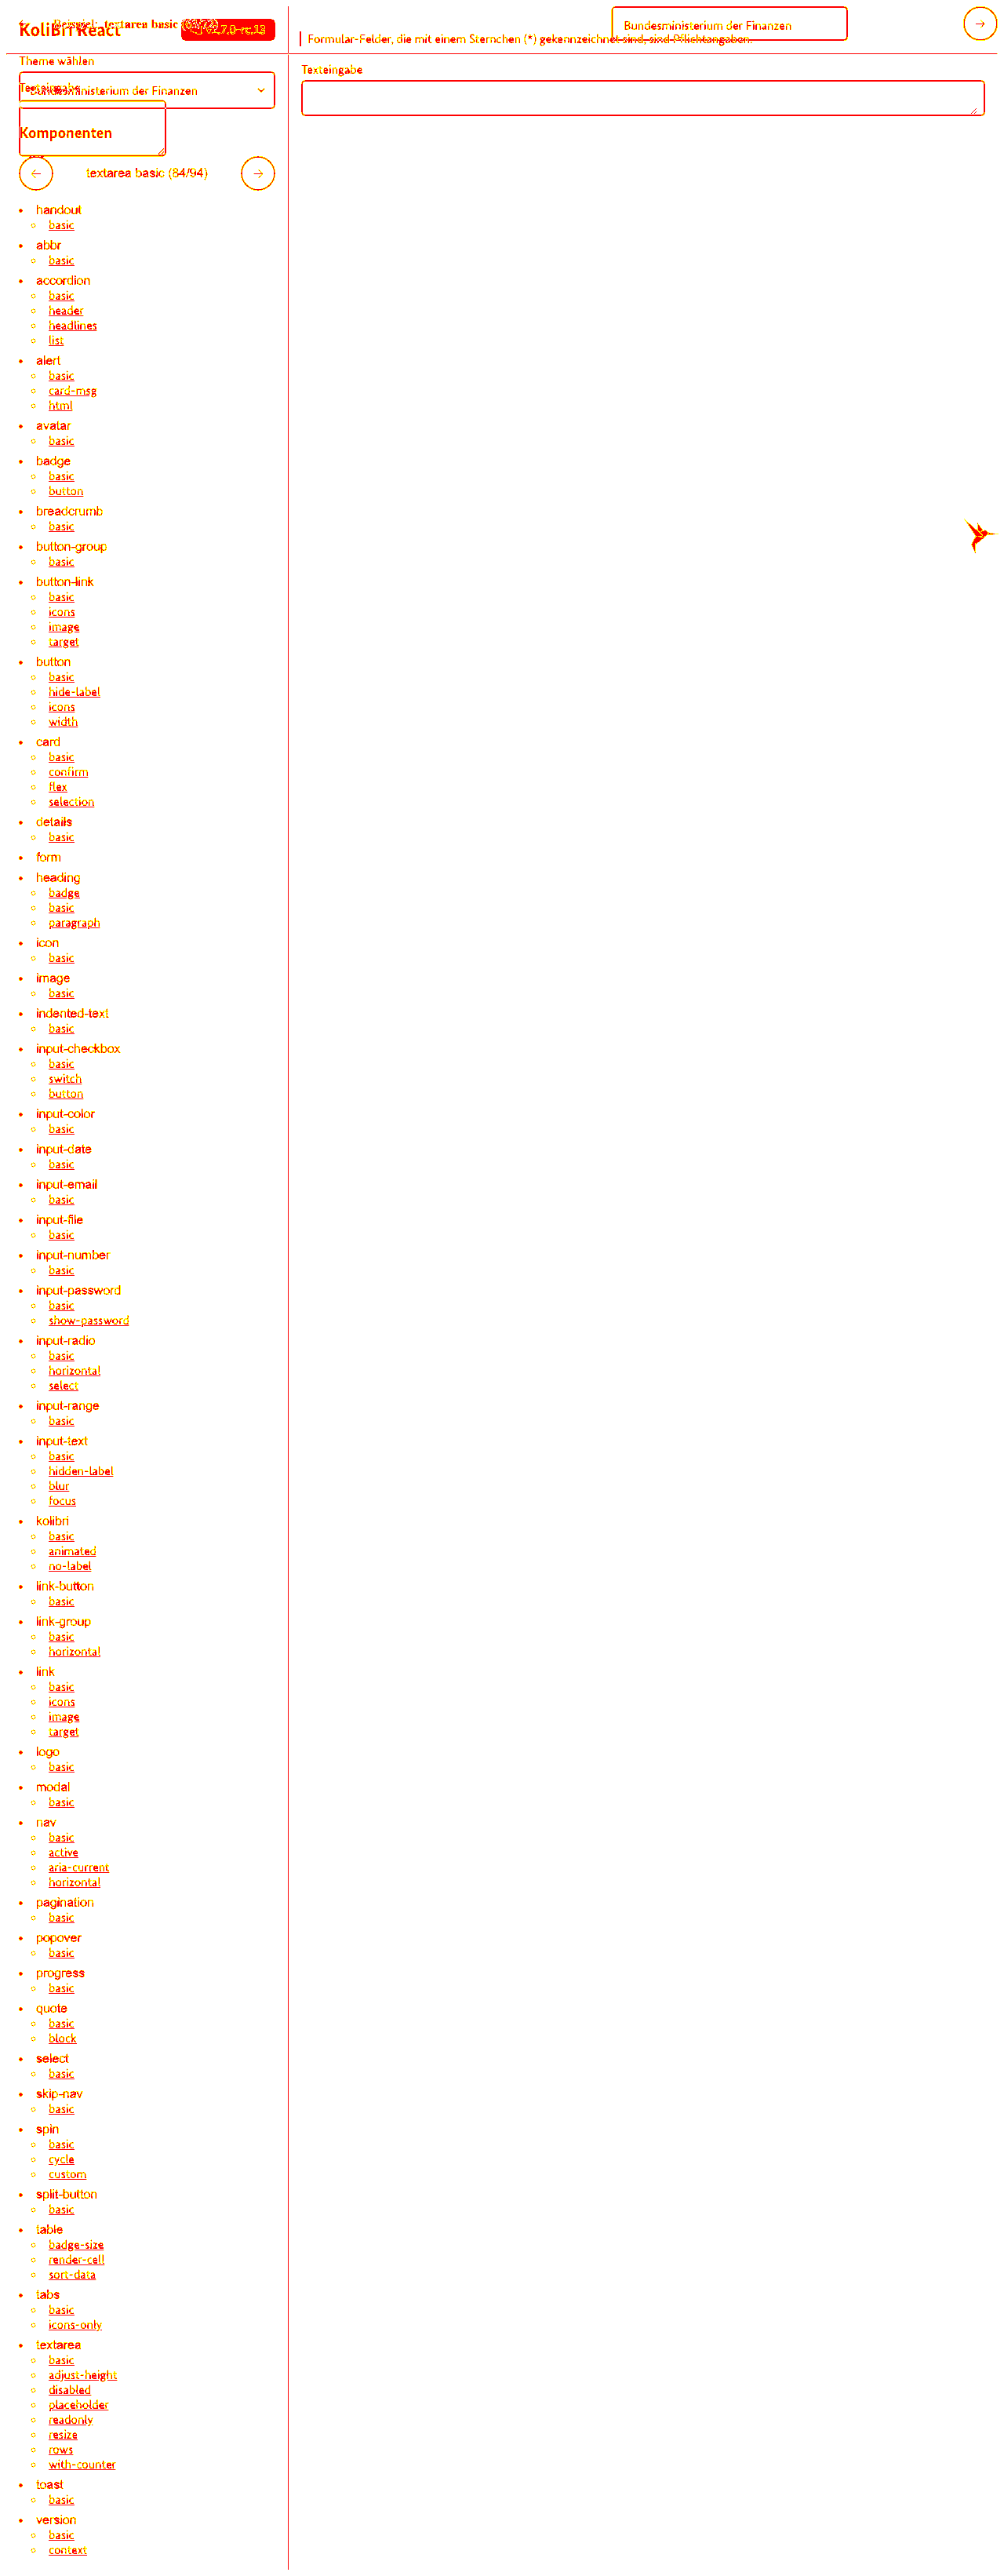 KoliBri React
Beispiel: textarea basic
v1.7.0-rc.13
Bundesministerium der Finanzen
Formular-Felder, die mit einem Sternchen (*) gekennzeichnet sind, sind Pflichtangaben.
Theme wählen
Texteingabe
Texteingabe
Bundesministerium der Finanzen
Komponenten
textarea basic (84/94)
handout
basic
abbr
basic
accordion
basic
header
headlines
list
alert
basic
card-msg
html
avatar
basic
badge
basic
button
breadcrumb
basic
button-group
basic
button-link
basic
icons
image
target
button
basic
hide-label
icons
width
card
basic
confirm
flex
selection
details
basic
form
heading
badge
basic
paragraph
icon
basic
image
basic
indented-text
basic
input-checkbox
basic
switch
button
input-color
basic
input-date
basic
input-email
basic
input-file
basic
input-number
basic
input-password
basic
show-password
input-radio
basic
horizontal
select
input-range
basic
input-text
basic
hidden-label
blur
focus
kolibri
basic
animated
no-label
link-button
basic
link-group
basic
horizontal
link
basic
icons
image
target
logo
basic
modal
basic
nav
basic
active
aria-current
horizontal
pagination
basic
popover
basic
progress
basic
quote
basic
block
select
basic
skip-nav
basic
spin
basic
cycle
custom
split-button
basic
table
badge-size
render-cell
sort-data
tabs
basic
icons-only
textarea
basic
adjust-height
disabled
placeholder
readonly
resize
rows
with-counter
toast
basic
version
basic
context